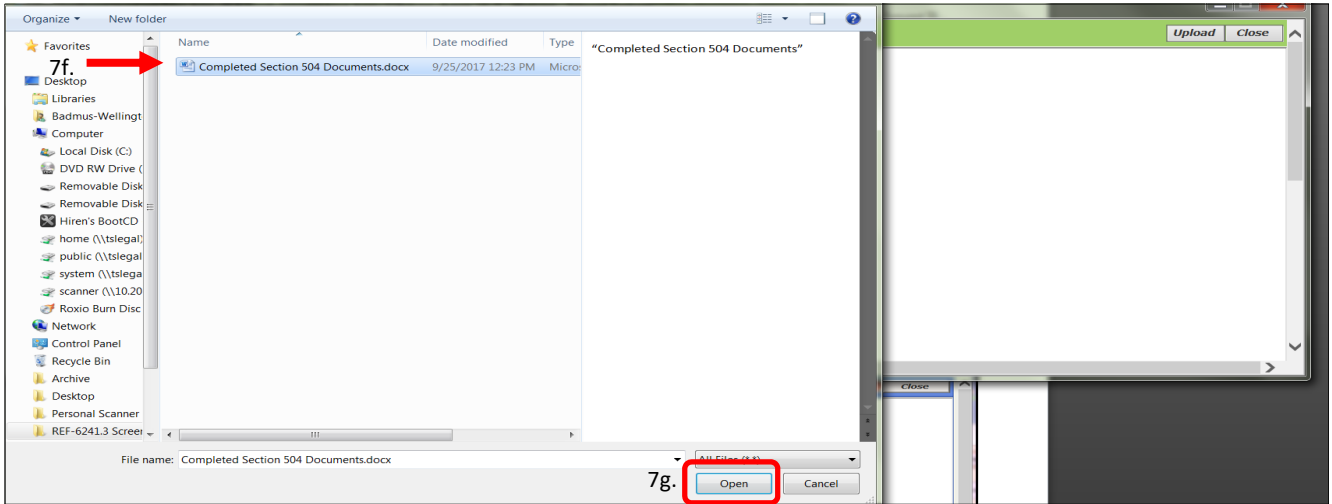 Organize New folder
Name Date modified Type
Completed Section 504 Documents.docx 9/25/2017 12:23 PM Micros
"Completed Section 504 Documents"
Favorites
7f.
Desktop
Libraries
Badmus-Wellingt
Computer
Local Disk (C:)
DVD RW Drive (
Removable Disk
Removable Disk
Hiren's BootCD
home (\\tslegal)
public (\\tslegal
system (\\tslega
scanner (\\10.20
Roxio Burn Disc
Network
Control Panel
Recycle Bin
Archive
Desktop
Personal Scanner
REF-6241.3 Screer
File name: Completed Section 504 Documents.docx All Files (*.*)
7g.
Open Cancel
Upload Close
Close